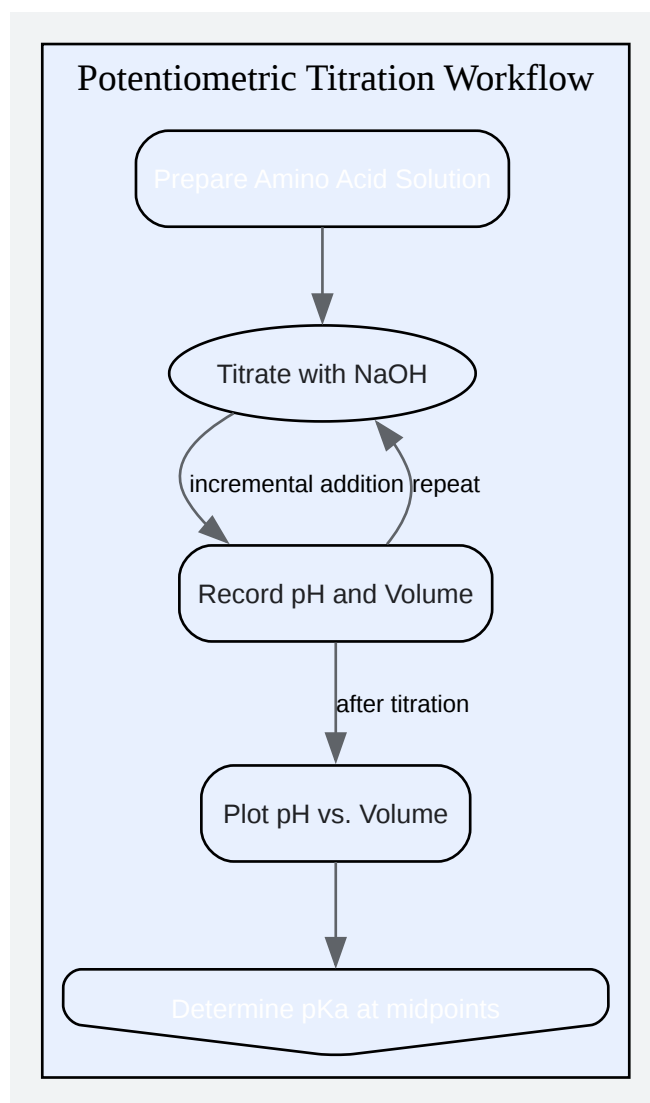 Potentiometric Titration Workflow
Prepare Amino Acid Solution
Titrate with NaOH
incremental addition
repeat
Record pH and Volume
after titration
Plot pH vs. Volume
Determine pKa at midpoints